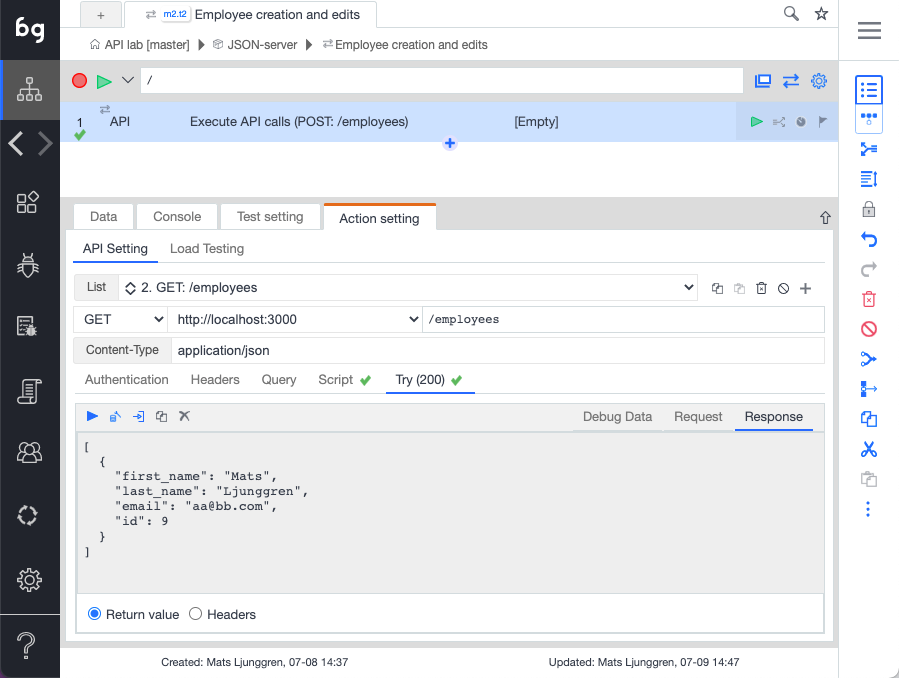 bg
+
m2.t2 Employee creation and edits
API lab [master] JSON-server Employee creation and edits
/
1 API Execute API calls (POST: /employees) [Empty]
Data Console Test setting Action setting
API Setting Load Testing
List 2. GET: /employees
GET http://localhost:3000 /employees
Content-Type application/json
Authentication Headers Query Script Try (200)
Debug Data Request Response
[
{
"first_name": "Mats",
"last_name": "Ljunggren",
"email": "aa@bb.com",
"id": 9
}
]
Return value Headers
Created: Mats Ljunggren, 07-08 14:37 Updated: Mats Ljunggren, 07-09 14:47